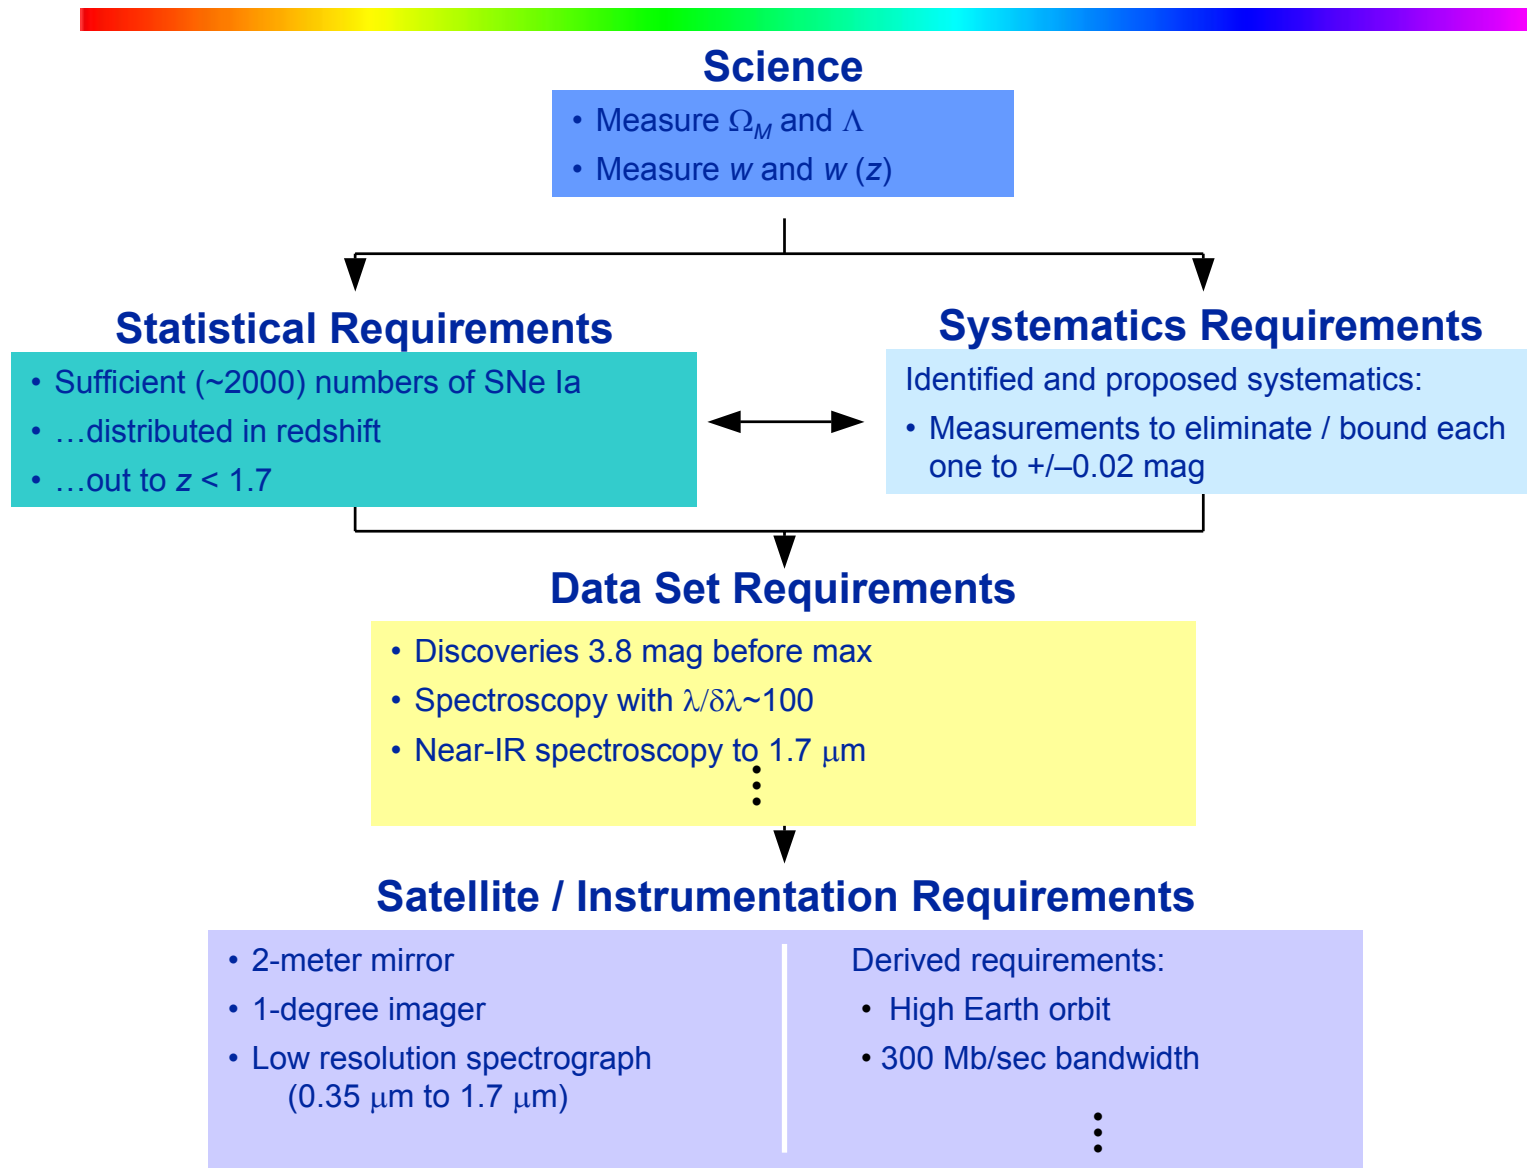 Science
• Measure Ω_M and Λ
• Measure w and w (z)
Statistical Requirements
• Sufficient (~2000) numbers of SNe Ia
• …distributed in redshift
• …out to z < 1.7
Systematics Requirements
Identified and proposed systematics:
• Measurements to eliminate / bound each
one to +/–0.02 mag
Data Set Requirements
• Discoveries 3.8 mag before max
• Spectroscopy with λ/δλ~100
• Near-IR spectroscopy to 1.7 μm
Satellite / Instrumentation Requirements
• 2-meter mirror
• 1-degree imager
• Low resolution spectrograph
(0.35 μm to 1.7 μm)
Derived requirements:
• High Earth orbit
• 300 Mb/sec bandwidth